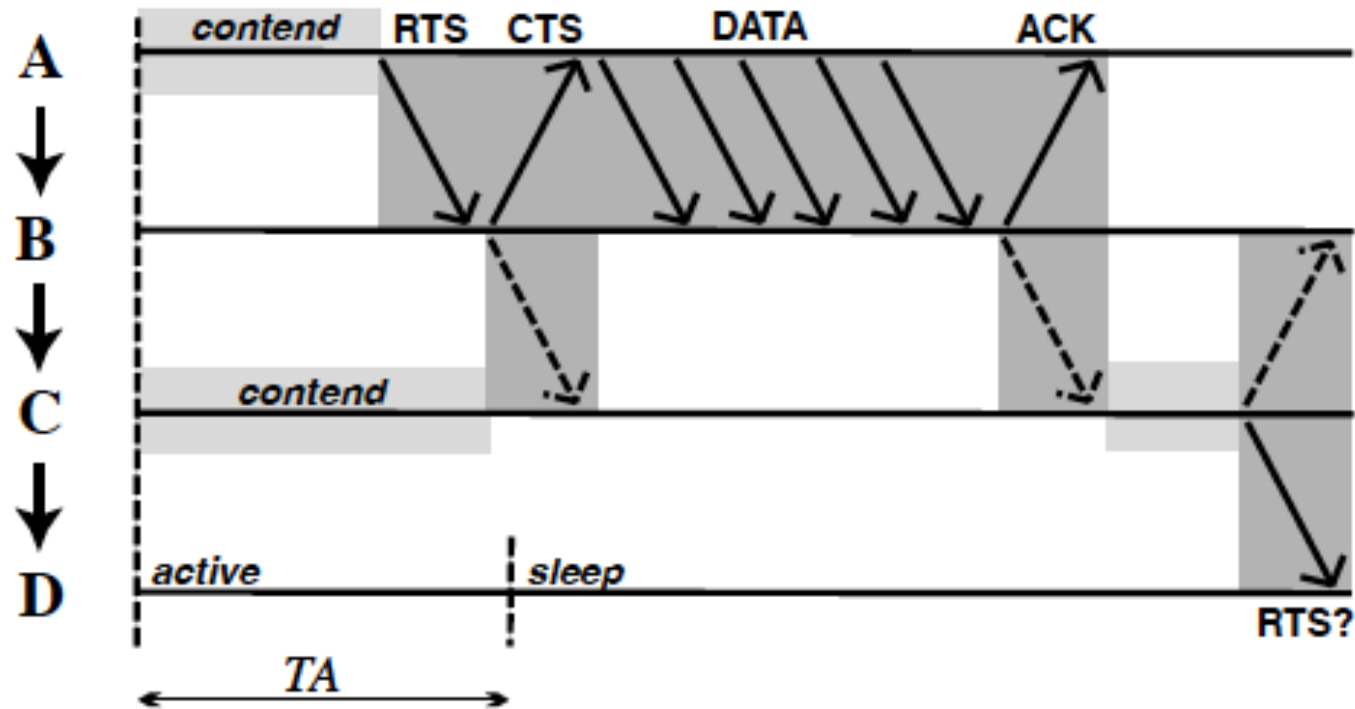 contend RTS CTS DATA ACK
A
B
C contend
active sleep
D
RTS?
TA